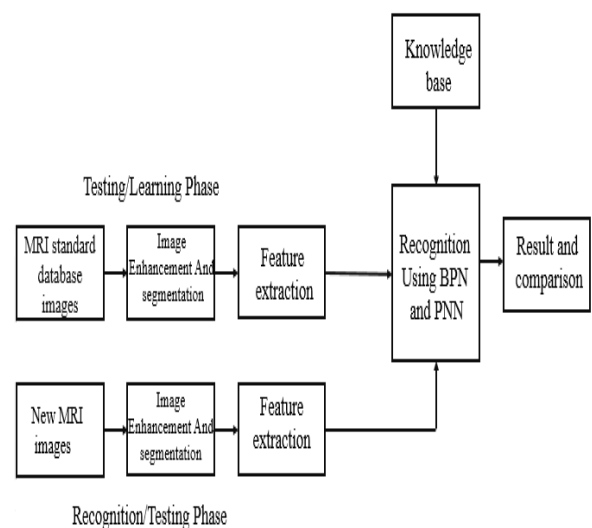 Knowledge
base
Testing/Learning Phase
MRI standard
database
images
Image
Enhancement And
segmentation
Feature
extraction
Recognition
Using BPN
and PNN
Result and
comparison
New MRI
images
Image
Enhancement And
segmentation
Feature
extraction
Recognition/Testing Phase